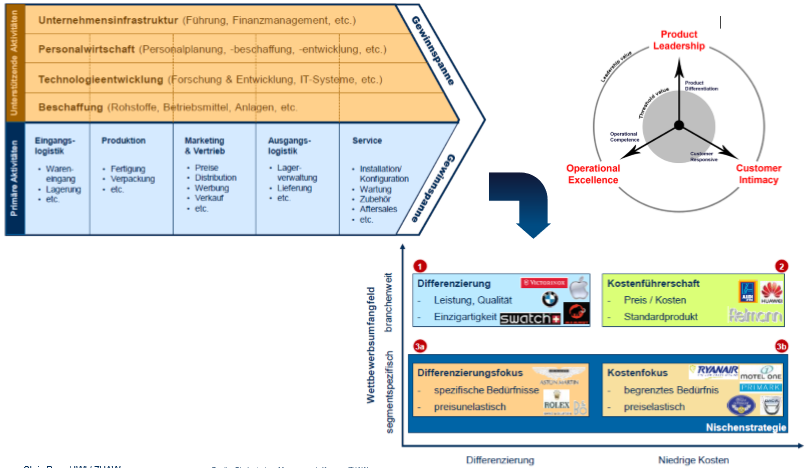 Unterstützende Aktivitäten
Unternehmensinfrastruktur (Führung, Finanzmanagement, etc.)
Personalwirtschaft (Personalplanung, -beschaffung, -entwicklung, etc.)
Technologieentwicklung (Forschung & Entwicklung, IT-Systeme, etc.)
Beschaffung (Rohstoffe, Betriebsmittel, Anlagen, etc.
Gewinnspanne
Primäre Aktivitäten
Eingangs-
logistik
• Waren-
eingang
• Lagerung
• etc.
Produktion
• Fertigung
• Verpackung
• etc.
Marketing
& Vertrieb
• Preise
• Distribution
• Werbung
• Verkauf
• etc.
Ausgangs-
logistik
• Lager-
verwaltung
• Lieferung
• etc.
Service
• Installation/
Konfiguration
• Wartung
• Zubehör
• Aftersales
• etc.
Gewinnspanne
Product
Leadership
Leadership value
Threshold value
Product
Differentiation
Operational
Competence
Customer
Responsive
Operational
Excellence
Customer
Intimacy
Wettbewerbsumfangfeld
branchenweit
segmentspezifisch
1
Differenzierung
- Leistung, Qualität
- Einzigartigkeit
VICTORINOX
swatch
2
Kostenführerschaft
- Preis / Kosten
- Standardprodukt
ALDI
HUAWEI
Fielmann
3a
Differenzierungsfokus
- spezifische Bedürfnisse
- preisunelastisch
ASTON MARTIN
ROLEX
3b
Kostenfokus
- begrenztes Bedürfnis
- preiselastisch
RYANAIR
MOTEL ONE
PRIMARK
Nischenstrategie
Differenzierung
Niedrige Kosten